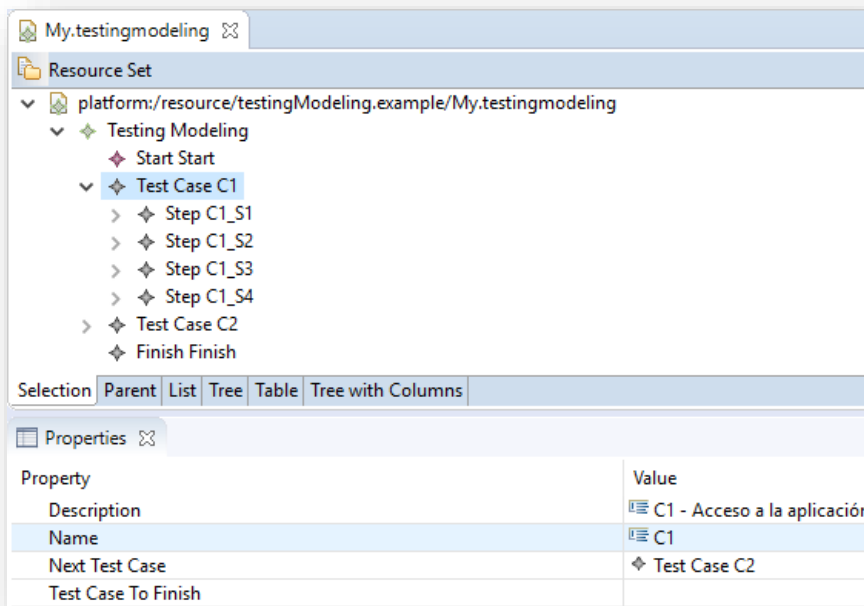 My.testingmodeling
Resource Set
platform:/resource/testingModeling.example/My.testingmodeling
Testing Modeling
Start Start
Test Case C1
Step C1_S1
Step C1_S2
Step C1_S3
Step C1_S4
Test Case C2
Finish Finish
Selection Parent List Tree Table Tree with Columns
Properties
Property Value
Description C1 - Acceso a la aplicación
Name C1
Next Test Case Test Case C2
Test Case To Finish